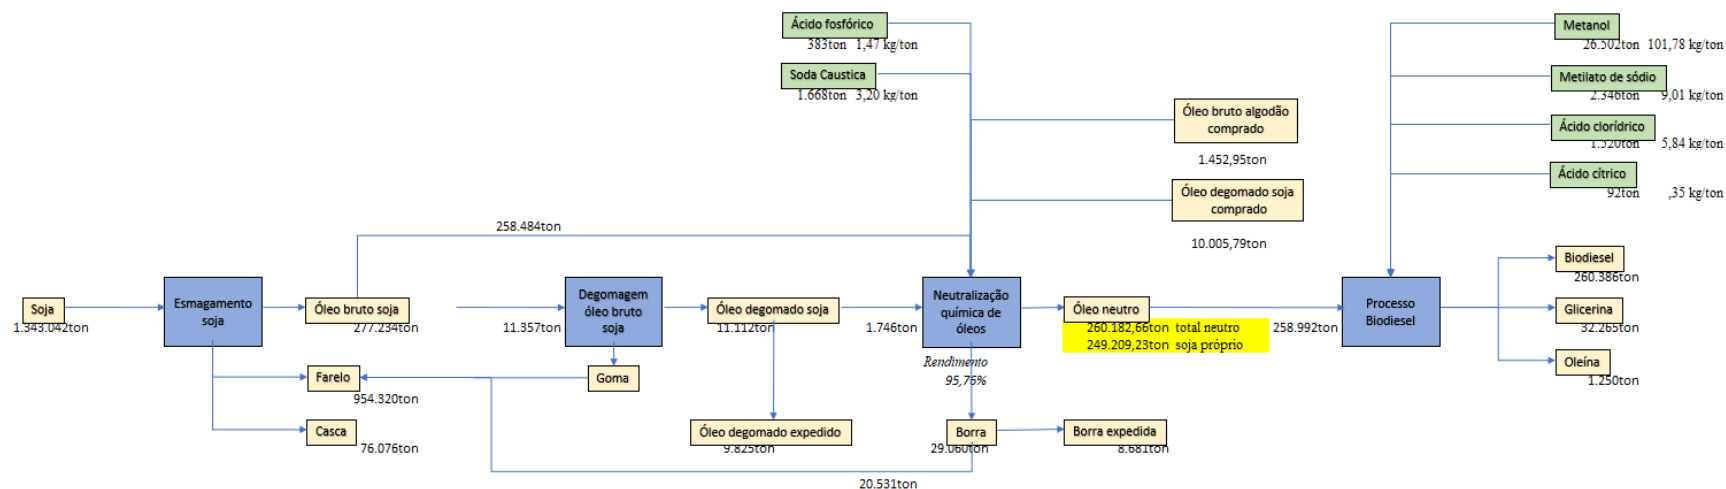 Ácido fosfórico
383ton 1,47 kg/ton
Soda Caustica
1.668ton 3,20 kg/ton
Óleo bruto algodão
comprado
1.452,95ton
Óleo degomado soja
comprado
10.005,79ton
Metanol
26.502ton 101,78 kg/ton
Metilato de sódio
2.346ton 9,01 kg/ton
Ácido clorídrico
1.520ton 5,84 kg/ton
Ácido cítrico
92ton ,35 kg/ton
258.484ton
Soja
1.343.042ton
Esmagamento
soja
Óleo bruto soja
277.234ton
11.357ton
Degomagem
óleo bruto
soja
Óleo degomado soja
11.112ton
1.746ton
Neutralização
química de
óleos
Rendimento
95,76%
Óleo neutro
260.182,66ton total neutro
249.209,23ton soja próprio
258.992ton
Processo
Biodiesel
Biodiesel
260.386ton
Glicerina
32.265ton
Oleína
1.250ton
Farelo
954.320ton
Goma
Casca
76.076ton
Óleo degomado expedido
9.825ton
Borra
29.060ton
Borra expedida
8.681ton
20.531ton